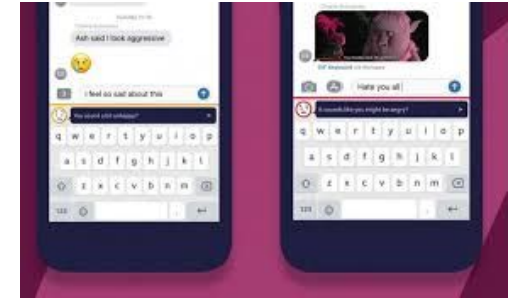 Ash said I look aggressive
I feel so sad about this
You sound a bit unhappy?
q w e r t y u i o p
a s d f g h j k l
z x c v b n m
123
GIF Keyboard
Hate you all
It sounds like you might be angry?
q w e r t y u i o p
a s d f g h j k l
z x c v b n m
123